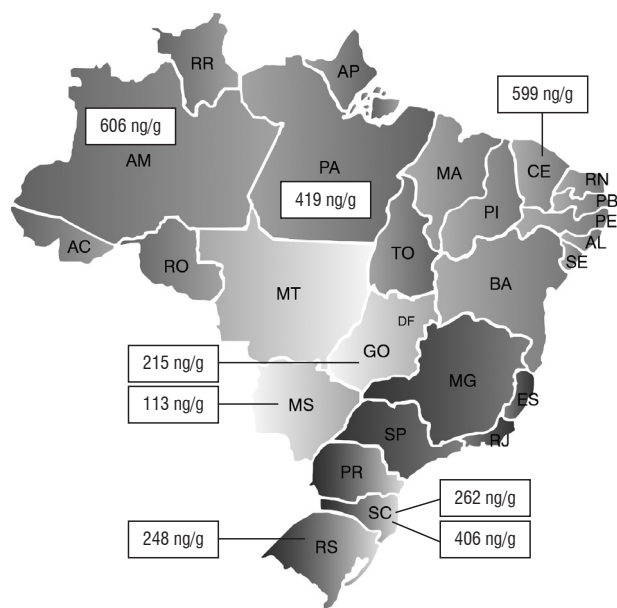 RR
AP
599 ng/g
606 ng/g
AM
PA
419 ng/g
MA
CE
RN
PB
PI
PE
AL
SE
AC
RO
TO
BA
MT
DF
GO
215 ng/g
MG
113 ng/g
MS
ES
SP
RJ
PR
262 ng/g
SC
406 ng/g
248 ng/g
RS